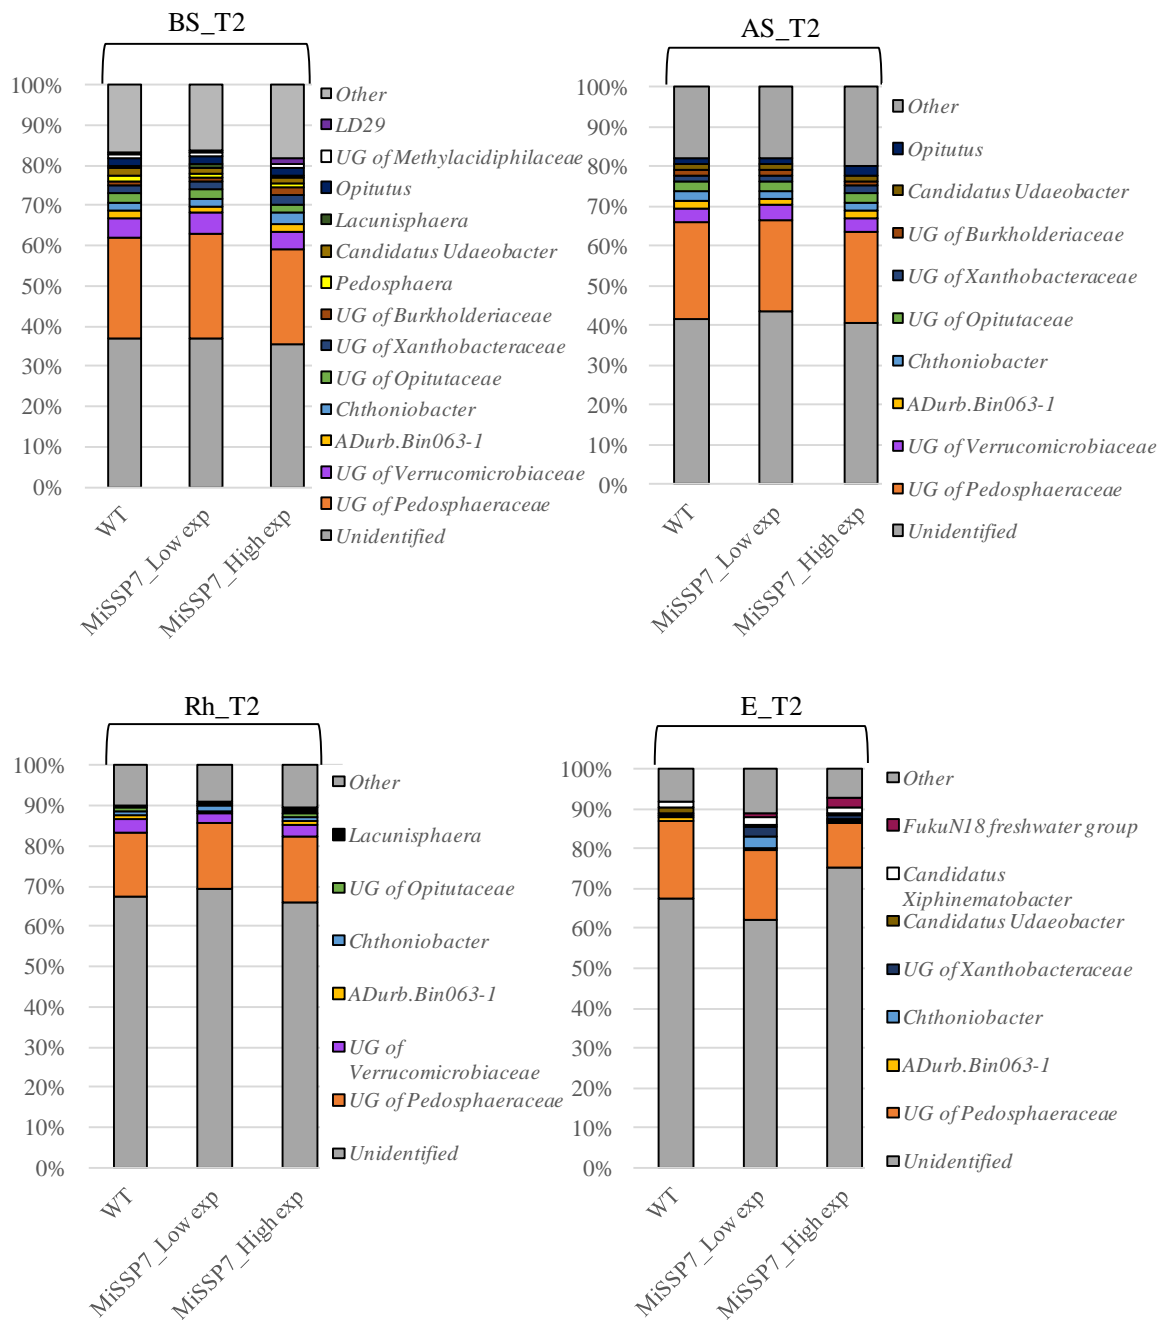 BS_T2
100%
90%
80%
70%
60%
50%
40%
30%
20%
10%
0%
WT
MiSSP7_Low exp
MiSSP7_High exp
Other
LD29
UG of Methylacidiphilaceae
Opitutus
Lacunisphaera
Candidatus Udaeobacter
Pedosphaera
UG of Burkholderiaceae
UG of Xanthobacteraceae
UG of Opitutaceae
Chthoniobacter
ADurb.Bin063-1
UG of Verrucomicrobiaceae
UG of Pedosphaeraceae
Unidentified
AS_T2
100%
90%
80%
70%
60%
50%
40%
30%
20%
10%
0%
WT
MiSSP7_Low exp
MiSSP7_High exp
Other
Opitutus
Candidatus Udaeobacter
UG of Burkholderiaceae
UG of Xanthobacteraceae
UG of Opitutaceae
Chthoniobacter
ADurb.Bin063-1
UG of Verrucomicrobiaceae
UG of Pedosphaeraceae
Unidentified
Rh_T2
100%
90%
80%
70%
60%
50%
40%
30%
20%
10%
0%
WT
MiSSP7_Low exp
MiSSP7_High exp
Other
Lacunisphaera
UG of Opitutaceae
Chthoniobacter
ADurb.Bin063-1
UG of
Verrucomicrobiaceae
UG of Pedosphaeraceae
Unidentified
E_T2
100%
90%
80%
70%
60%
50%
40%
30%
20%
10%
0%
WT
MiSSP7_Low exp
MiSSP7_High exp
Other
FukuN18 freshwater group
Candidatus
Xiphinematobacter
Candidatus Udaeobacter
UG of Xanthobacteraceae
Chthoniobacter
ADurb.Bin063-1
UG of Pedosphaeraceae
Unidentified